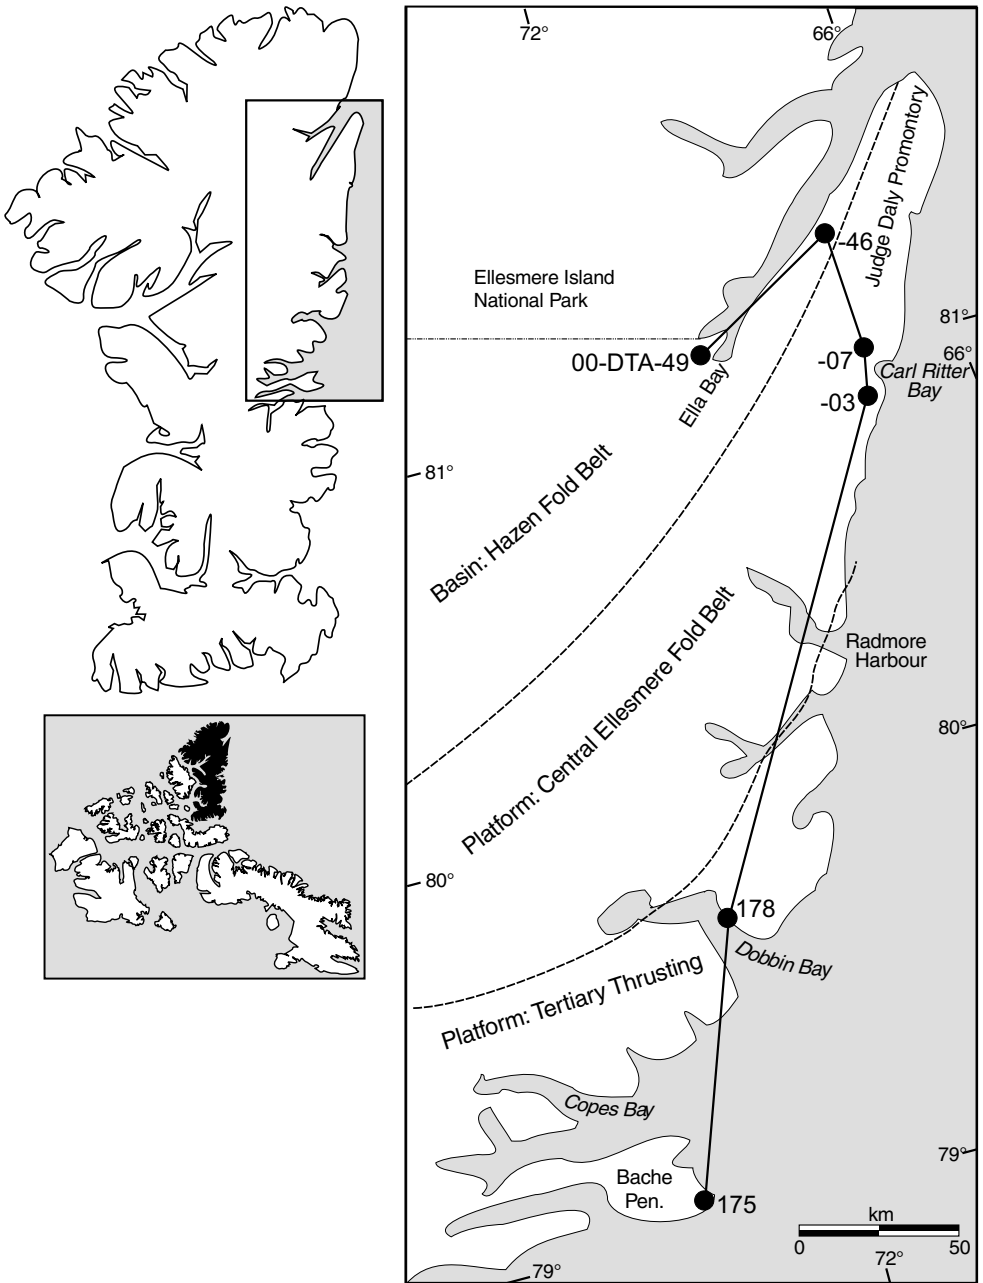 72°
66°
Judge Daly Promontory
-46
Ellesmere Island
National Park
81°
00-DTA-49
-07
66°
Carl Ritter
Bay
Ella Bay
-03
81°
Basin: Hazen Fold Belt
Radmore
Harbour
Platform: Central Ellesmere Fold Belt
80°
80°
178
Dobbin Bay
Platform: Tertiary Thrusting
Copes Bay
79°
Bache
Pen.
175
km
0
50
72°
79°